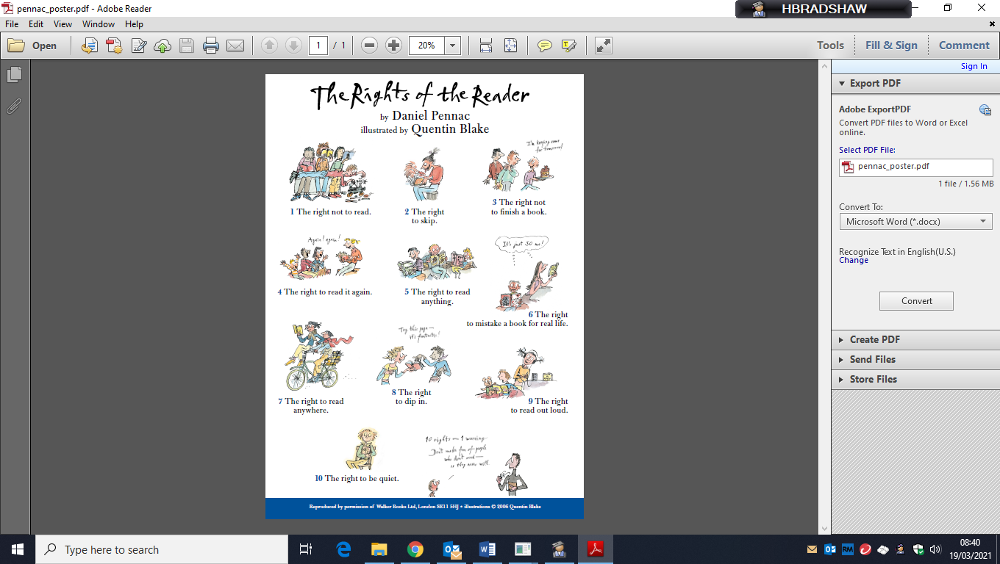 pennac_poster.pdf - Adobe Reader
HBRADSHAW
File Edit View Window Help
Open
1 / 1
20%
Tools Fill & Sign Comment
Sign In
The Rights of the Reader
by Daniel Pennac
illustrated by Quentin Blake
I'm keeping some
for tomorrow!
1 The right not to read.
2 The right
to skip.
3 The right not
to finish a book.
Again! again!
It's just SO me!
4 The right to read it again.
5 The right to read
anything.
6 The right
to mistake a book for real life.
Try this page—
it's fantastic!
7 The right to read
anywhere.
8 The right
to dip in.
9 The right
to read out loud.
10 The right to be quiet.
10 rights — 1 warning
Don't make fun of people
who don't read—
or they never will
Reproduced by permission of Walker Books Ltd, London SE11 5HJ • illustrations © 2006 Quentin Blake
Export PDF
Adobe ExportPDF
Convert PDF files to Word or Excel
online.
Select PDF File:
pennac_poster.pdf
1 file / 1.56 MB
Convert To:
Microsoft Word (*.docx)
Recognize Text in English(U.S.)
Change
Convert
Create PDF
Send Files
Store Files
Type here to search
08:40
19/03/2021